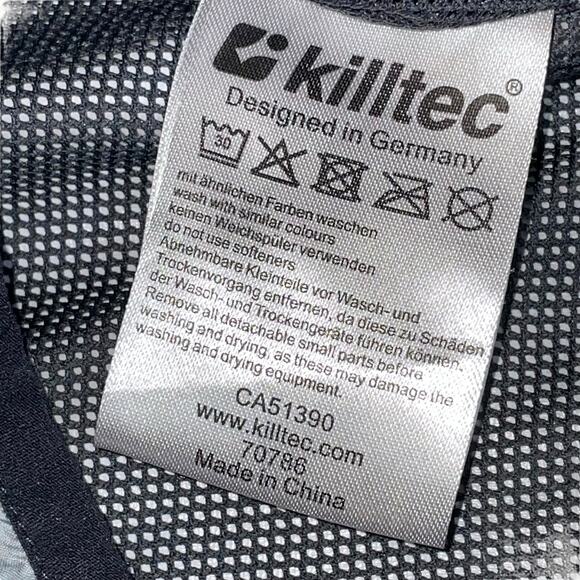 killtec®
Designed in Germany
30
mit ähnlichen Farben waschen
wash with similar colours
keinen Weichspüler verwenden
do not use softeners
Abnehmbare Kleinteile vor Wasch- und
Trockenvorgang entfernen, da diese zu Schäden
der Wasch- und Trockengeräte führen können.
Remove all detachable small parts before
washing and drying, as these may damage the
washing and drying equipment.
CA51390
www.killtec.com
70786
Made in China